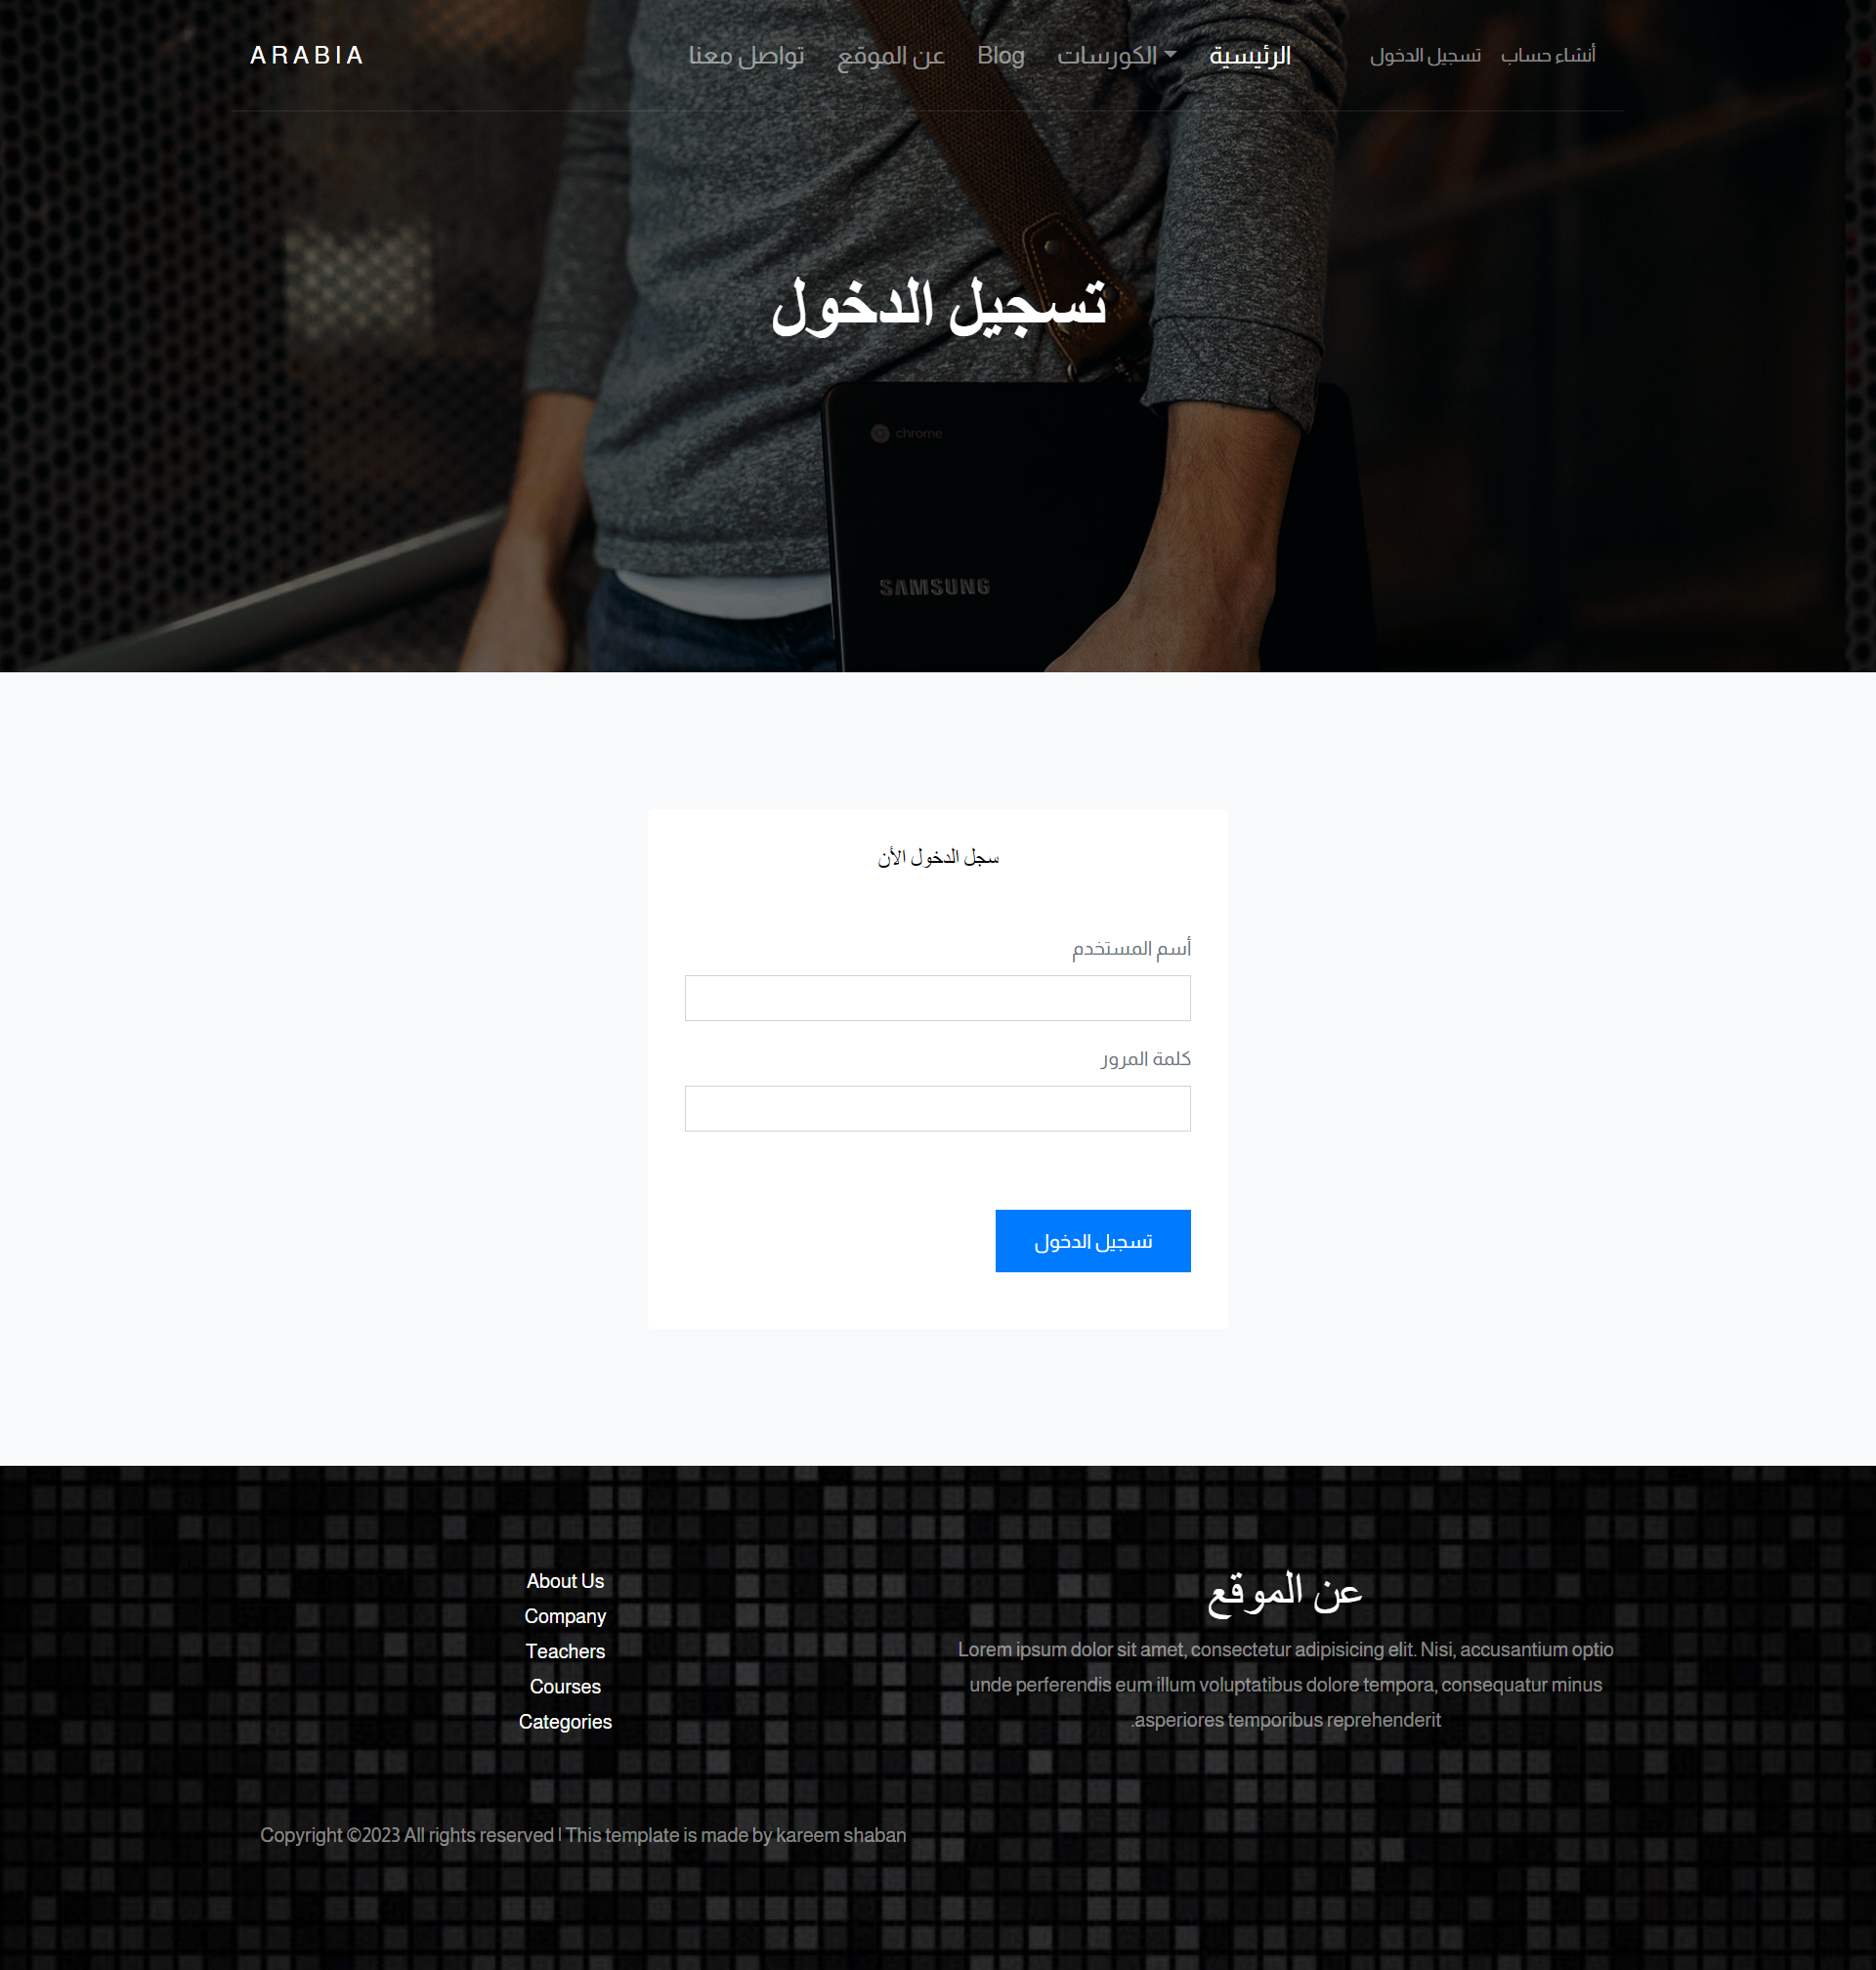 أنشاء حساب تسجيل الدخول الرئيسية الكورسات Blog عن الموقع تواصل معنا ARABIA
تسجيل الدخول
chrome
SAMSUNG
سجل الدخول الأن
أسم المستخدم
كلمة المرور
تسجيل الدخول
عن الموقع
Lorem ipsum dolor sit amet, consectetur adipisicing elit. Nisi, accusantium optio
unde perferendis eum illum voluptatibus dolore tempora, consequatur minus
.asperiores temporibus reprehenderit
About Us
Company
Teachers
Courses
Categories
Copyright ©2023 All rights reserved | This template is made by kareem shaban